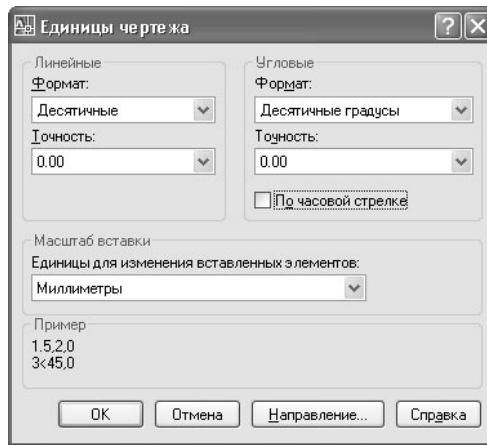 Единицы чертежа
Линейные
Формат:
Десятичные
Точность:
0.00
Угловые
Формат:
Десятичные градусы
Точность:
0.00
По часовой стрелке
Масштаб вставки
Единицы для изменения вставленных элементов:
Миллиметры
Пример
1.5,2,0
3<45,0
ОК
Отмена
Направление...
Справка